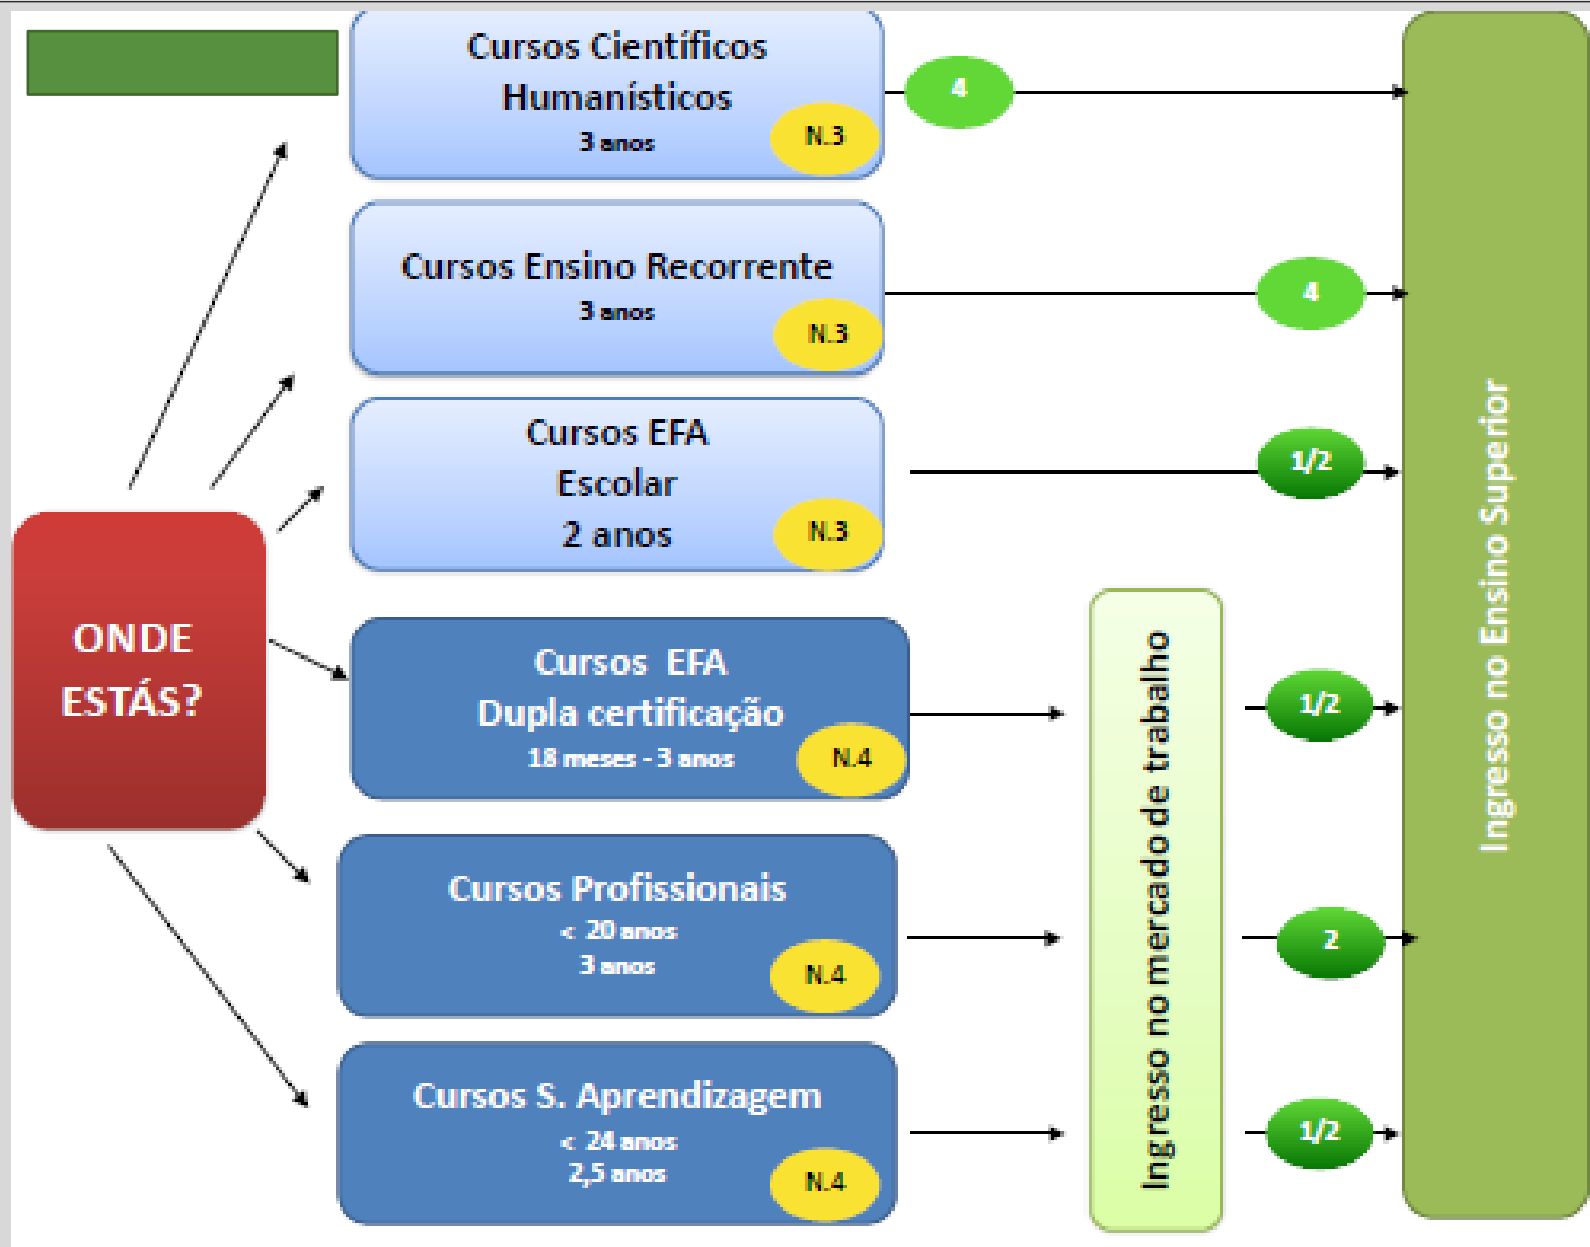 Cursos Científicos
Humanísticos
3 anos
N.3
4
Cursos Ensino Recorrente
3 anos
N.3
4
Cursos EFA
Escolar
2 anos
N.3
1/2
ONDE
ESTÁS?
Cursos EFA
Dupla certificação
18 meses - 3 anos
N.4
1/2
Cursos Profissionais
< 20 anos
3 anos
N.4
2
Cursos S. Aprendizagem
< 24 anos
2,5 anos
N.4
1/2
Ingresso no mercado de trabalho
Ingresso no Ensino Superior